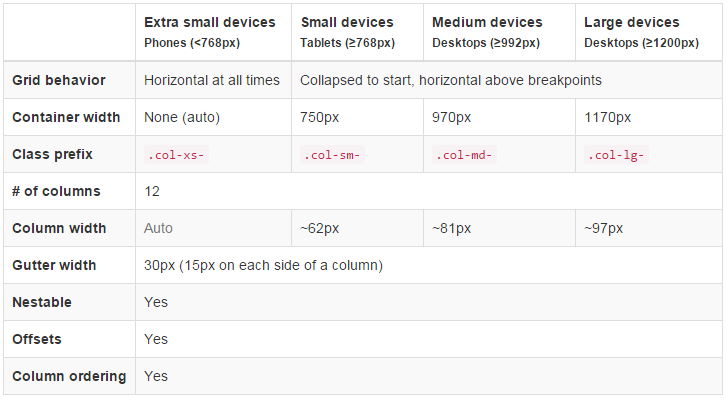 Extra small devices Small devices Medium devices Large devices
Phones (<768px) Tablets (≥768px) Desktops (≥992px) Desktops (≥1200px)
Grid behavior Horizontal at all times Collapsed to start, horizontal above breakpoints
Container width None (auto) 750px 970px 1170px
Class prefix .col-xs- .col-sm- .col-md- .col-lg-
# of columns 12
Column width Auto ~62px ~81px ~97px
Gutter width 30px (15px on each side of a column)
Nestable Yes
Offsets Yes
Column ordering Yes